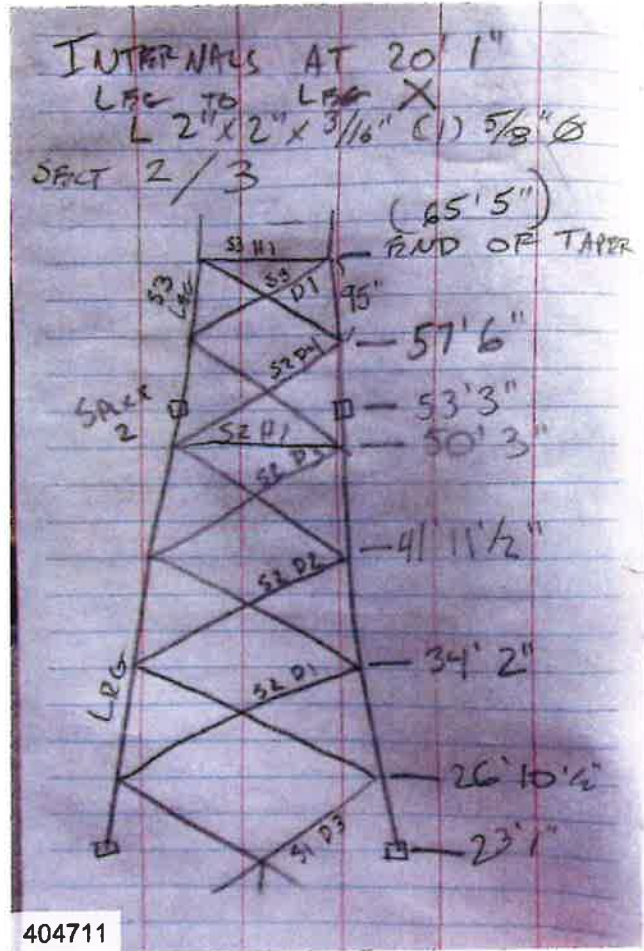 INTERNALS AT 20' 1"
LEG TO LEG X
L 2" x 2" x 3/16" (1) 5/8" Ø
SECT 2/3
(65' 5")
END OF TAPER
S3 H1
S3 D1
S3 LEG
95"
57' 6"
S2 D4
53' 3"
SPLICE 2
50' 3"
S2 H1
S2 D3
41' 11 1/2"
S2 D2
34' 2"
LEG
S2 D1
26' 10 1/2"
23' 1"
S1 D3
404711